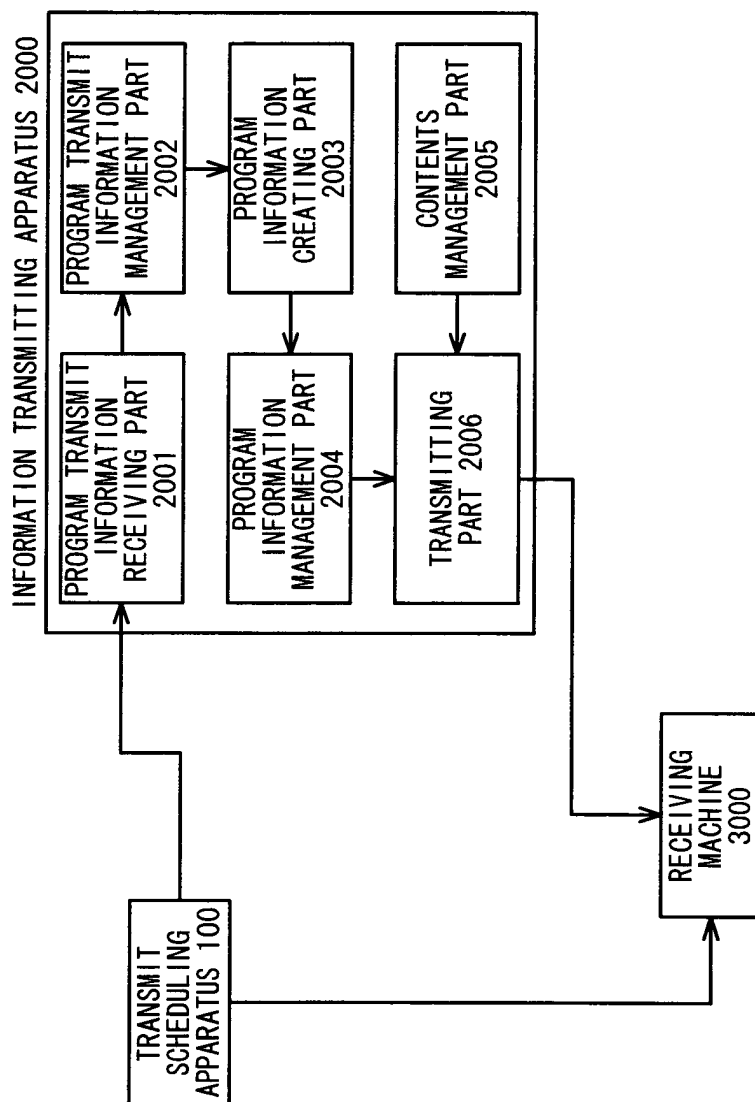 INFORMATION TRANSMITTING APPARATUS 2000
PROGRAM TRANSMIT
INFORMATION
RECEIVING PART
2001
PROGRAM TRANSMIT
INFORMATION
MANAGEMENT PART
2002
PROGRAM
INFORMATION
MANAGEMENT PART
2004
PROGRAM
INFORMATION
CREATING PART
2003
TRANSMITTING
PART 2006
CONTENTS
MANAGEMENT PART
2005
TRANSMIT
SCHEDULING
APPARATUS 100
RECEIVING
MACHINE
3000